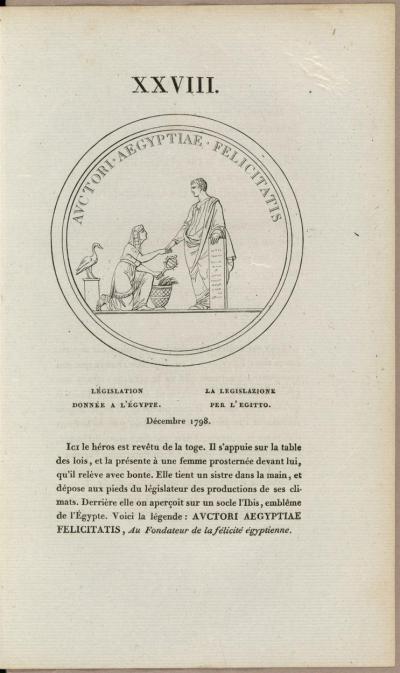 XXVIII.
AVCTORI · AEGYPTIAE · FELICITATIS
LÉGISLATION
DONNÉE A L'ÉGYPTE.
LA LEGISLAZIONE
PER L'EGITTO.
Décembre 1798.
Ici le héros est revêtu de la toge. Il s'appuie sur la table
des lois, et la présente à une femme prosternée devant lui,
qu'il relève avec bonte. Elle tient un sistre dans la main, et
dépose aux pieds du législateur des productions de ses cli-
mats. Derrière elle on aperçoit sur un socle l'Ibis, emblême
de l'Égypte. Voici la légende : AVCTORI AEGYPTIAE
FELICITATIS, Au Fondateur de la félicité égyptienne.